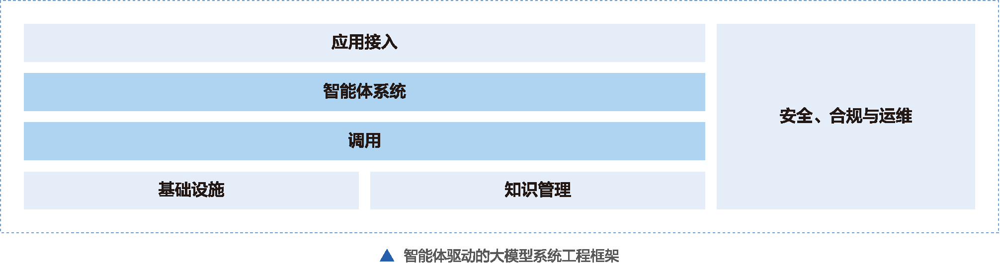 应用接入
智能体系统
调用
基础设施
知识管理
安全、合规与运维
智能体驱动的大模型系统工程框架